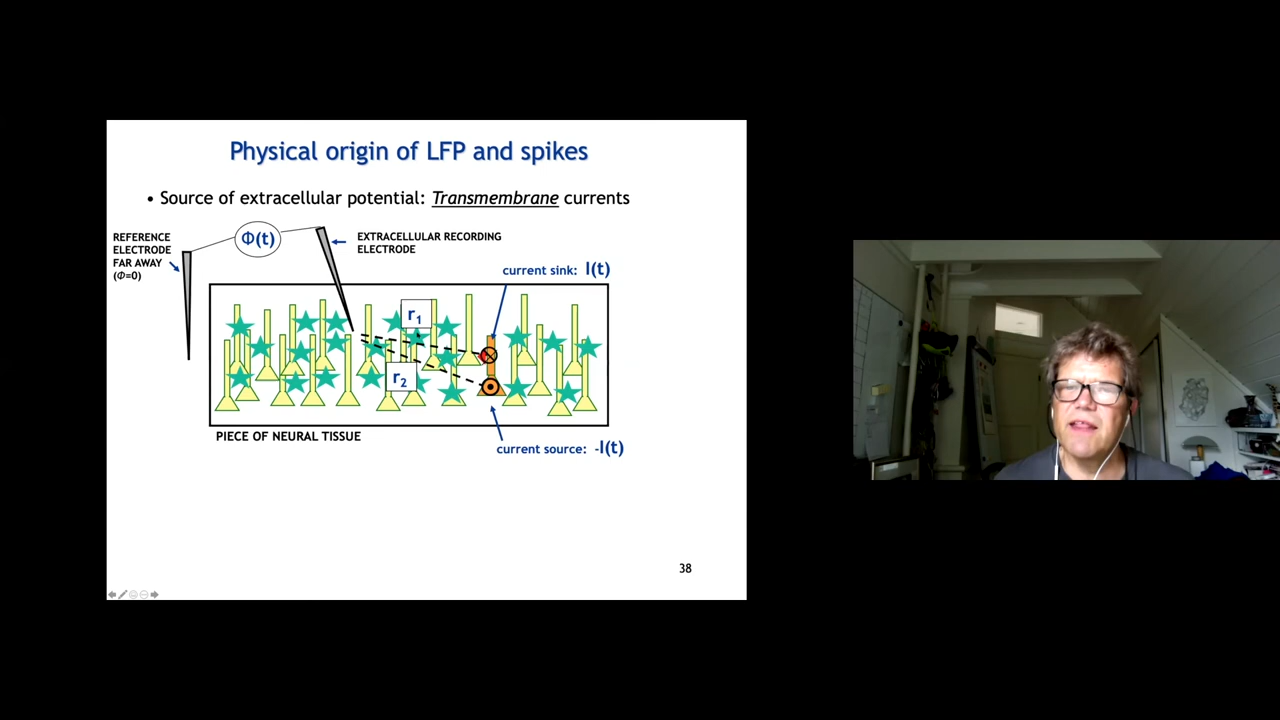 Physical origin of LFP and spikes
• Source of extracellular potential: Transmembrane currents
REFERENCE
ELECTRODE
FAR AWAY
(Φ=0)
Φ(t)
EXTRACELLULAR RECORDING
ELECTRODE
current sink: I(t)
r1
r2
PIECE OF NEURAL TISSUE
current source: -I(t)
38